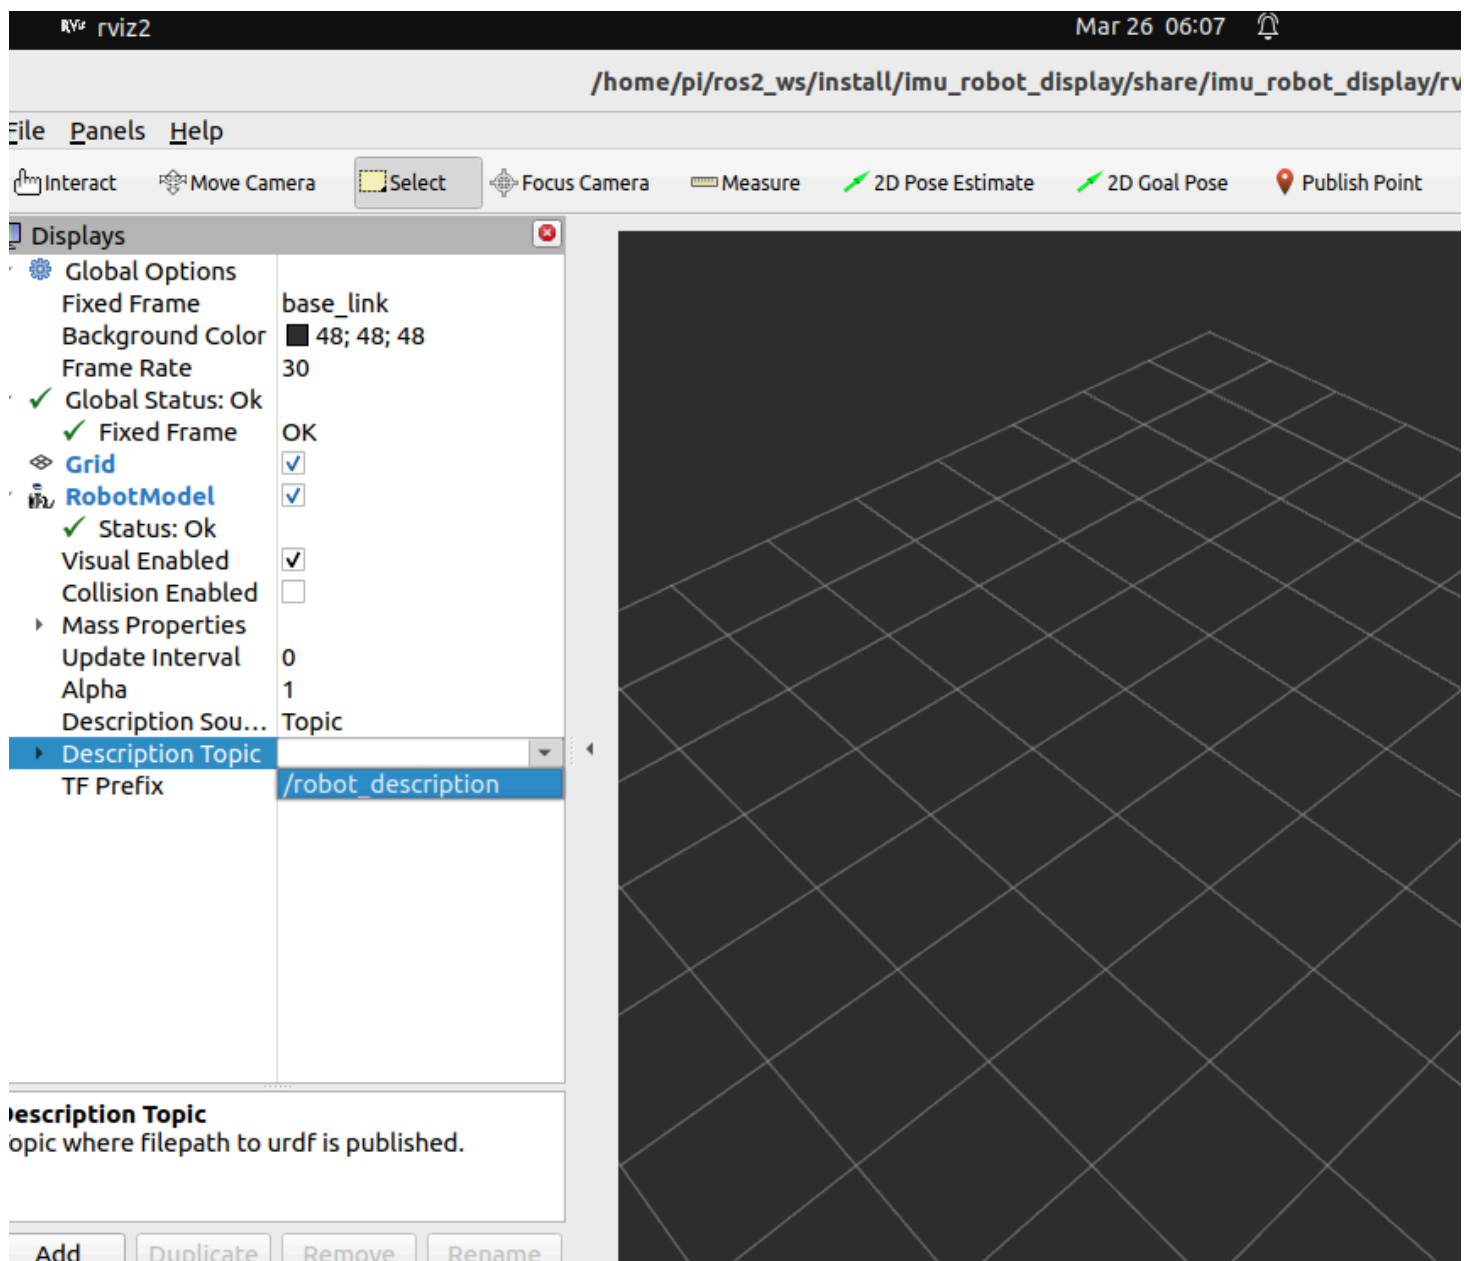 RViz rviz2 Mar 26 06:07
/home/pi/ros2_ws/install/imu_robot_display/share/imu_robot_display/rv
File Panels Help
Interact Move Camera Select Focus Camera Measure 2D Pose Estimate 2D Goal Pose Publish Point
Displays
Global Options
Fixed Frame base_link
Background Color 48; 48; 48
Frame Rate 30
Global Status: Ok
Fixed Frame OK
Grid
RobotModel
Status: Ok
Visual Enabled
Collision Enabled
Mass Properties
Update Interval 0
Alpha 1
Description Sou... Topic
Description Topic
TF Prefix /robot_description
Description Topic
opic where filepath to urdf is published.
Add Duplicate Remove Rename